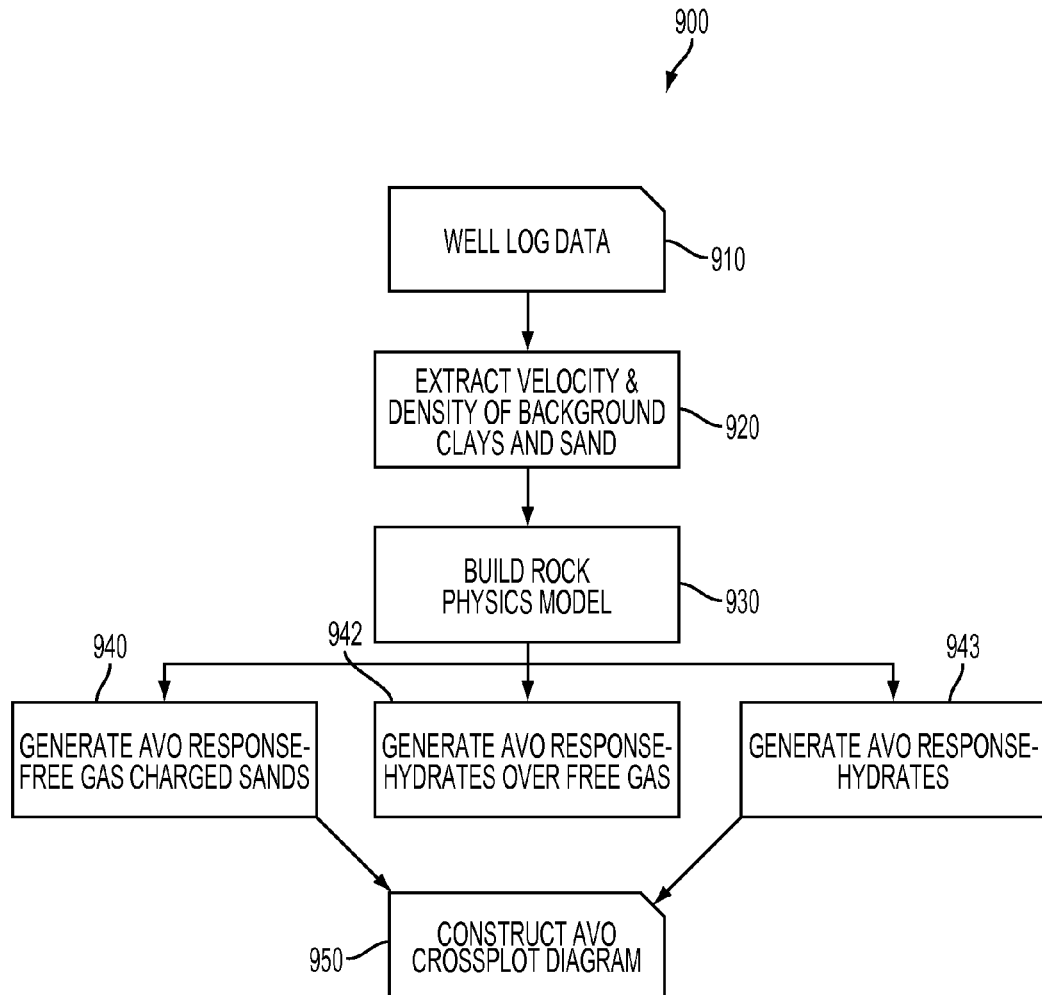 900
WELL LOG DATA
910
EXTRACT VELOCITY &
DENSITY OF BACKGROUND
CLAYS AND SAND
920
BUILD ROCK
PHYSICS MODEL
930
940
942
943
GENERATE AVO RESPONSE-
FREE GAS CHARGED SANDS
GENERATE AVO RESPONSE-
HYDRATES OVER FREE GAS
GENERATE AVO RESPONSE-
HYDRATES
CONSTRUCT AVO
CROSSPLOT DIAGRAM
950